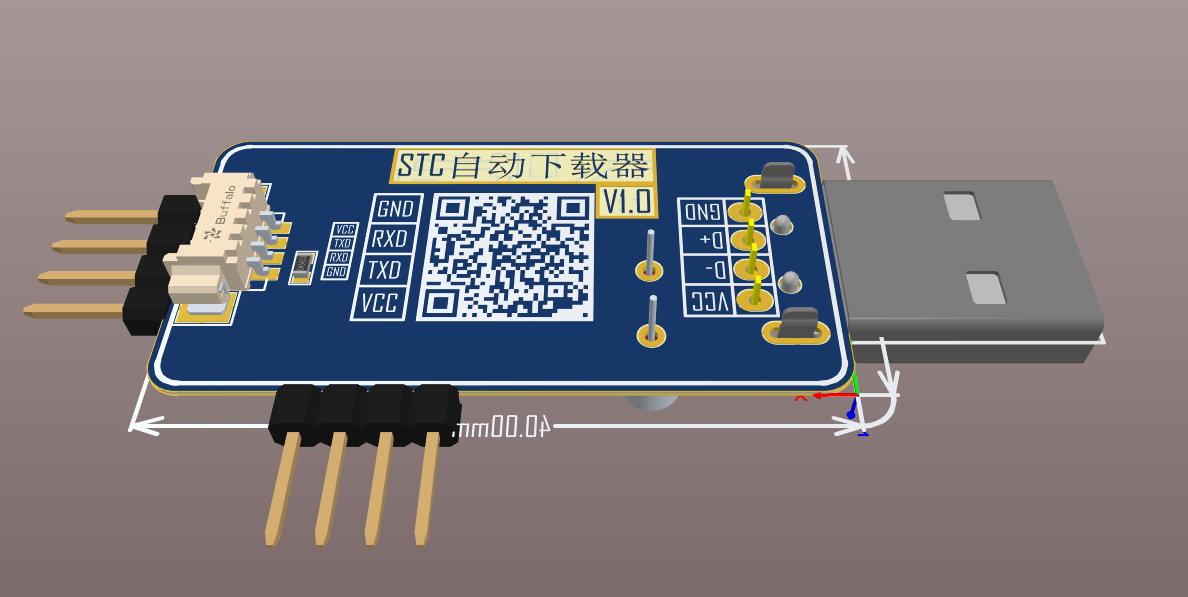 STC自动下载器
V1.0
Buffalo
VCC
TXD
RXD
GND
GND
RXD
TXD
VCC
GND
D+
D-
VCC
40.00mm
X